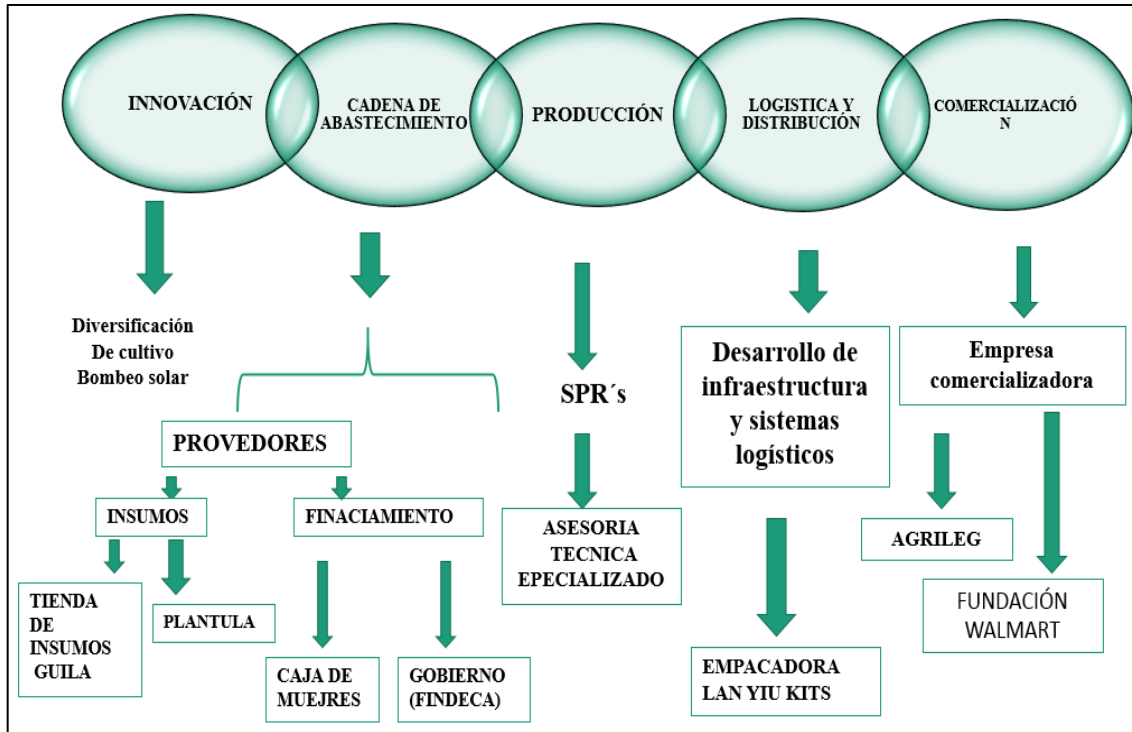 INNOVACIÓN
CADENA DE
ABASTECIMIENTO
PRODUCCIÓN
LOGISTICA Y
DISTRIBUCIÓN
COMERCIALIZACIÓ
N
Diversificación
De cultivo
Bombeo solar
PROVEDORES
INSUMOS
FINACIAMIENTO
TIENDA
DE
INSUMOS
GUILA
PLANTULA
CAJA DE
MUEJRES
GOBIERNO
(FINDECA)
SPR´s
ASESORIA
TECNICA
EPECIALIZADO
Desarrollo de
infraestructura
y sistemas
logísticos
EMPACADORA
LAN YIU KITS
Empresa
comercializadora
AGRILEG
FUNDACIÓN
WALMART